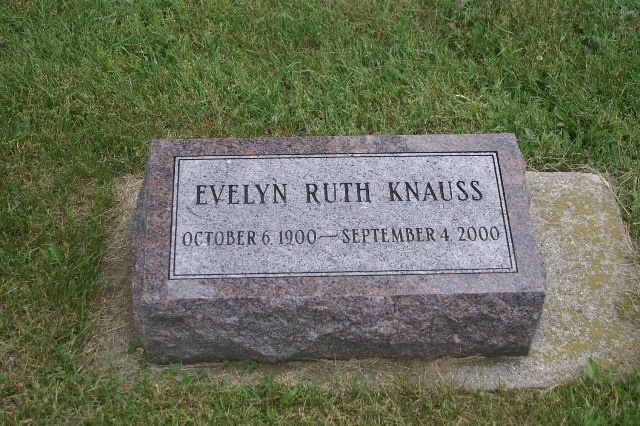 EVELYN RUTH KNAUSS
OCTOBER 6, 1900—SEPTEMBER 4, 2000